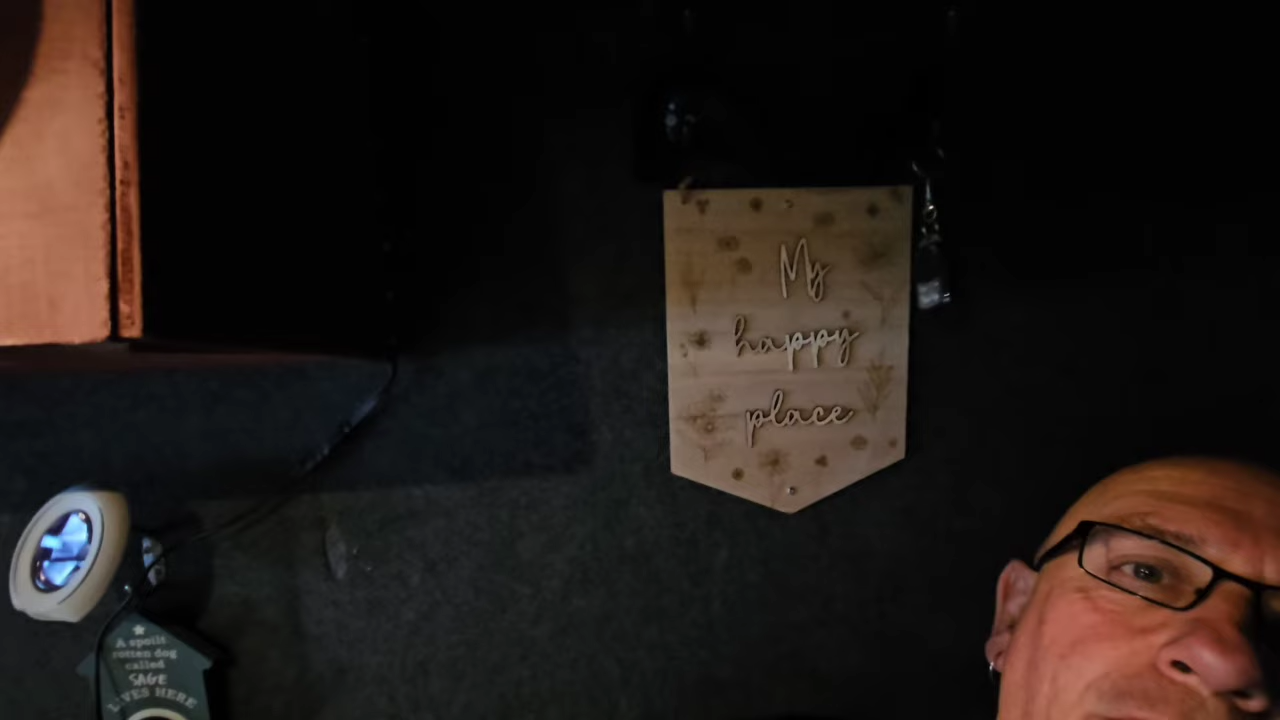 My
happy
place
A spoilt
rotten dog
called
SAGE
LIVES HERE